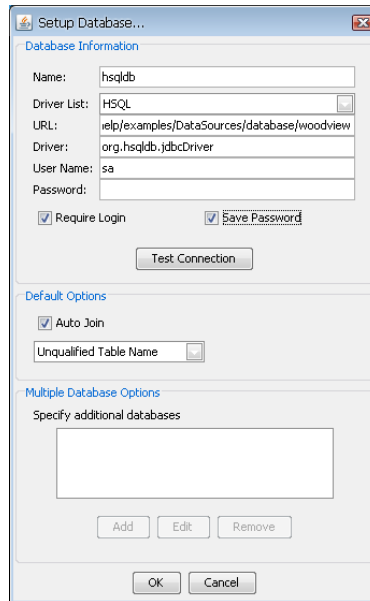 Setup Database...
Database Information
Name: hsqldb
Driver List: HSQL
URL: ıelp/examples/DataSources/database/woodview
Driver: org.hsqldb.jdbcDriver
User Name: sa
Password:
Require Login Save Password
Test Connection
Default Options
Auto Join
Unqualified Table Name
Multiple Database Options
Specify additional databases
Add Edit Remove
OK Cancel